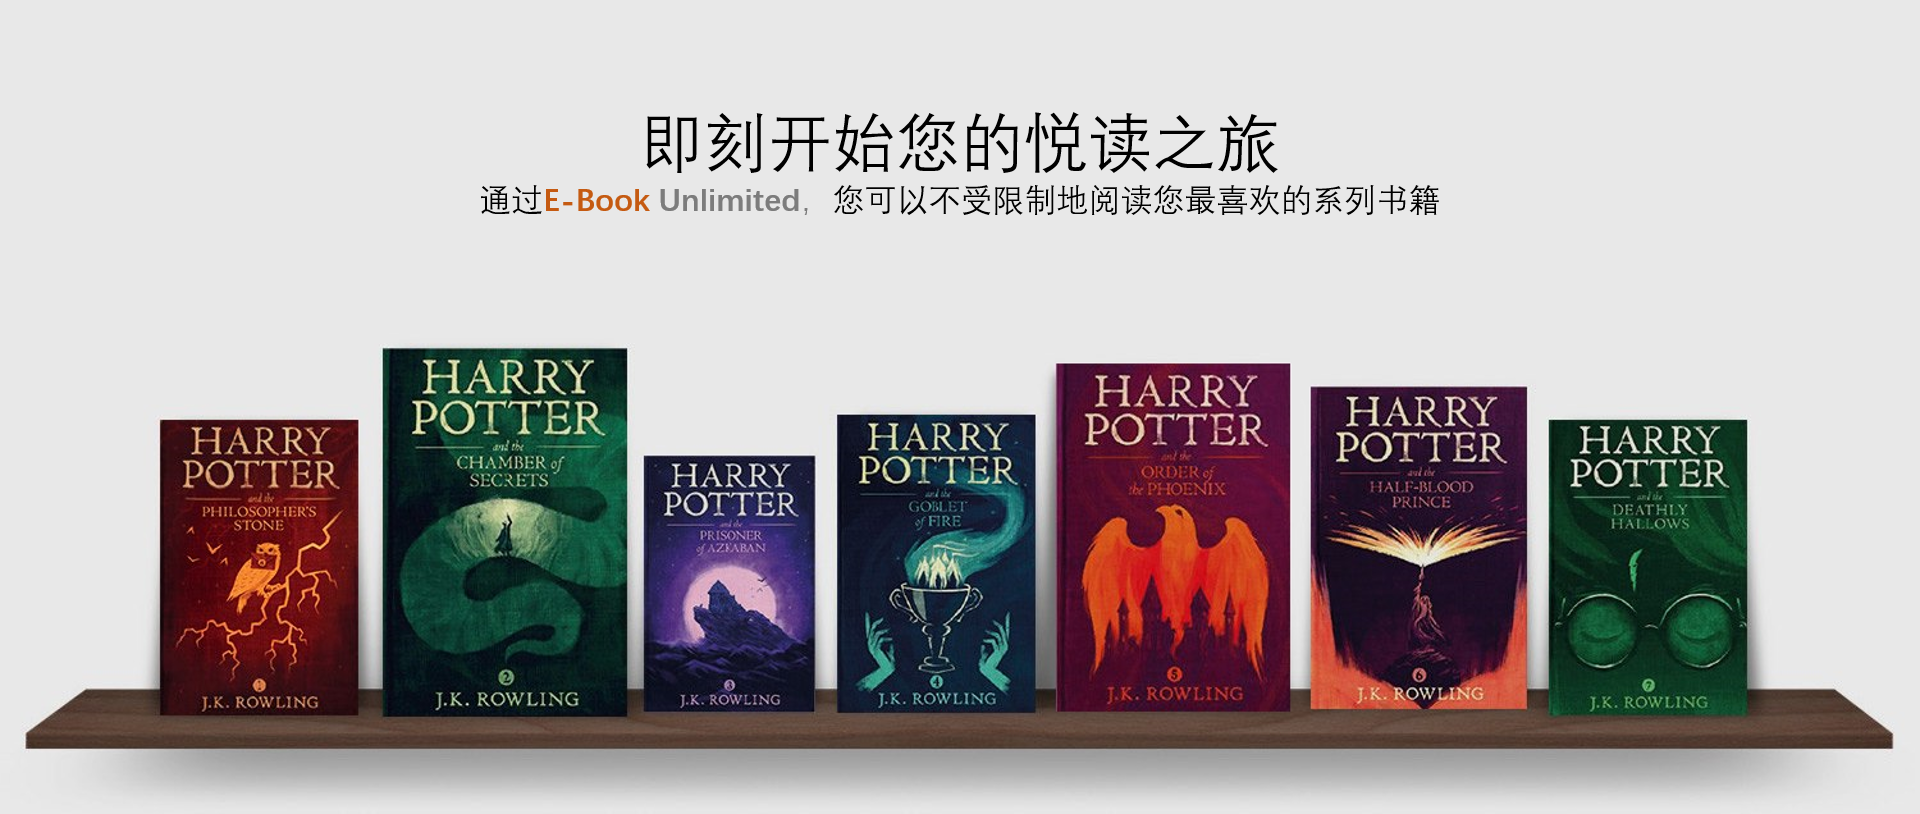 即刻开始您的悦读之旅
通过E-Book Unlimited，您可以不受限制地阅读您最喜欢的系列书籍
HARRY
POTTER
and the
PHILOSOPHER'S
STONE
1
J.K. ROWLING
HARRY
POTTER
and the
CHAMBER of
SECRETS
2
J.K. ROWLING
HARRY
POTTER
and the
PRISONER
of AZKABAN
3
J.K. ROWLING
HARRY
POTTER
and the
GOBLET
of FIRE
4
J.K. ROWLING
HARRY
POTTER
and the
ORDER of
the PHOENIX
5
J.K. ROWLING
HARRY
POTTER
and the
HALF-BLOOD
PRINCE
6
J.K. ROWLING
HARRY
POTTER
and the
DEATHLY
HALLOWS
7
J.K. ROWLING